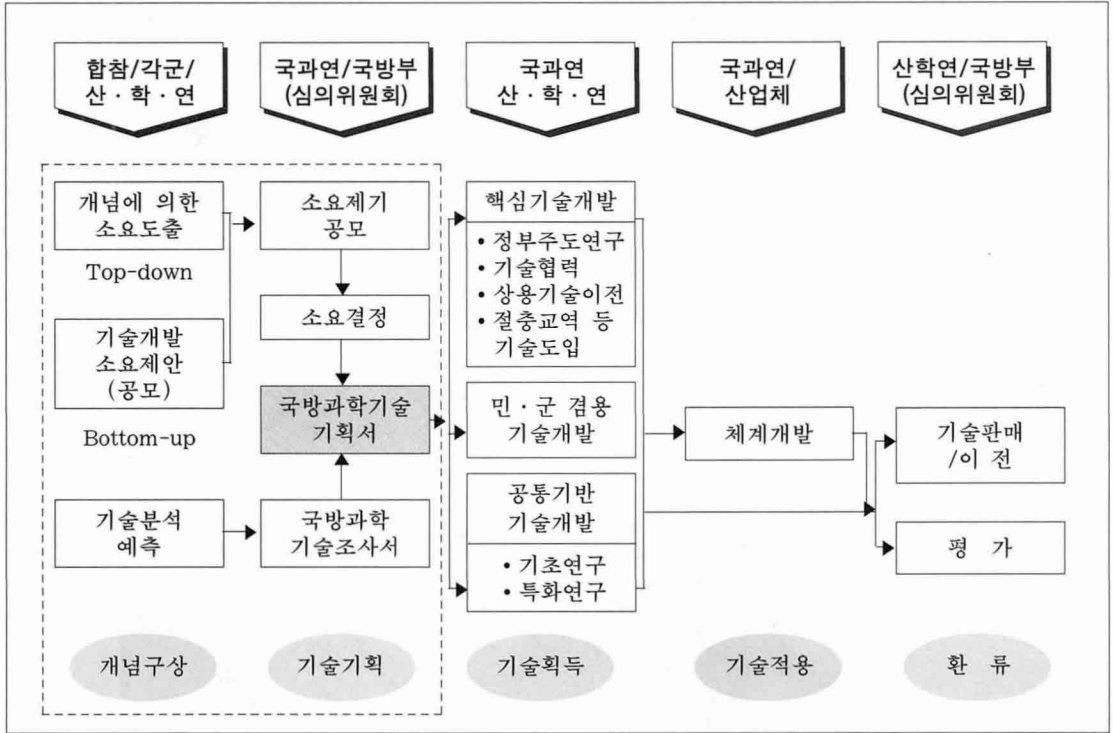 합참/각군/
산 · 학 · 연
국과연/국방부
(심의위원회)
국과연
산 · 학 · 연
국과연/
산업체
산학연/국방부
(심의위원회)
개념에 의한
소요도출
Top-down
기술개발
소요제안
(공모)
Bottom-up
기술분석
예측
개념구상
소요제기
공모
소요결정
국방과학기술
기획서
국방과학
기술조사서
기술기획
핵심기술개발
• 정부주도연구
• 기술협력
• 상용기술이전
• 절충교역 등
기술도입
민 · 군 겸용
기술개발
공통기반
기술개발
• 기초연구
• 특화연구
기술획득
체계개발
기술적용
기술판매
/이 전
평 가
환 류